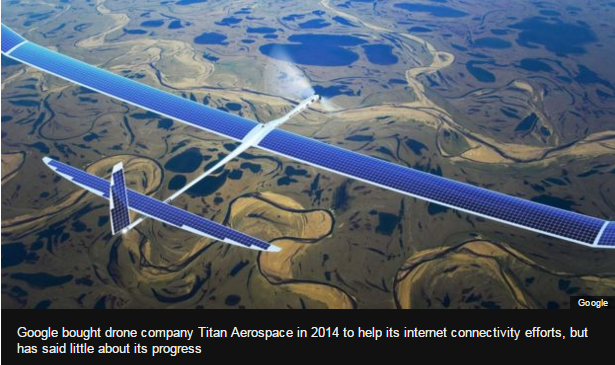 Google
Google bought drone company Titan Aerospace in 2014 to help its internet connectivity efforts, but
has said little about its progress